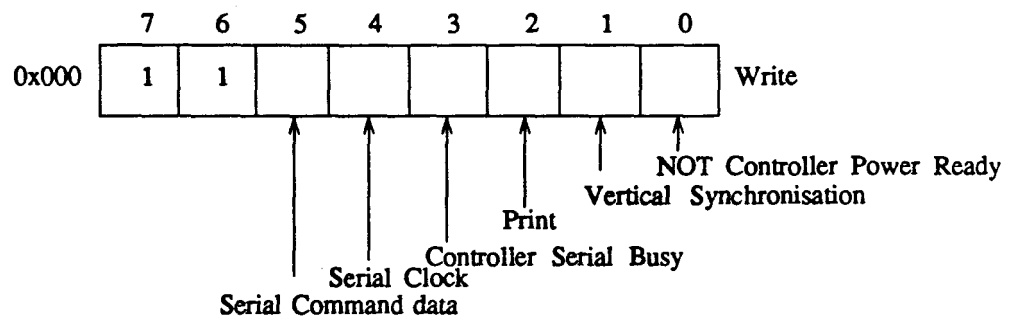 7 6 5 4 3 2 1 0
0x000 1 1 Write
NOT Controller Power Ready
Vertical Synchronisation
Print
Controller Serial Busy
Serial Clock
Serial Command data